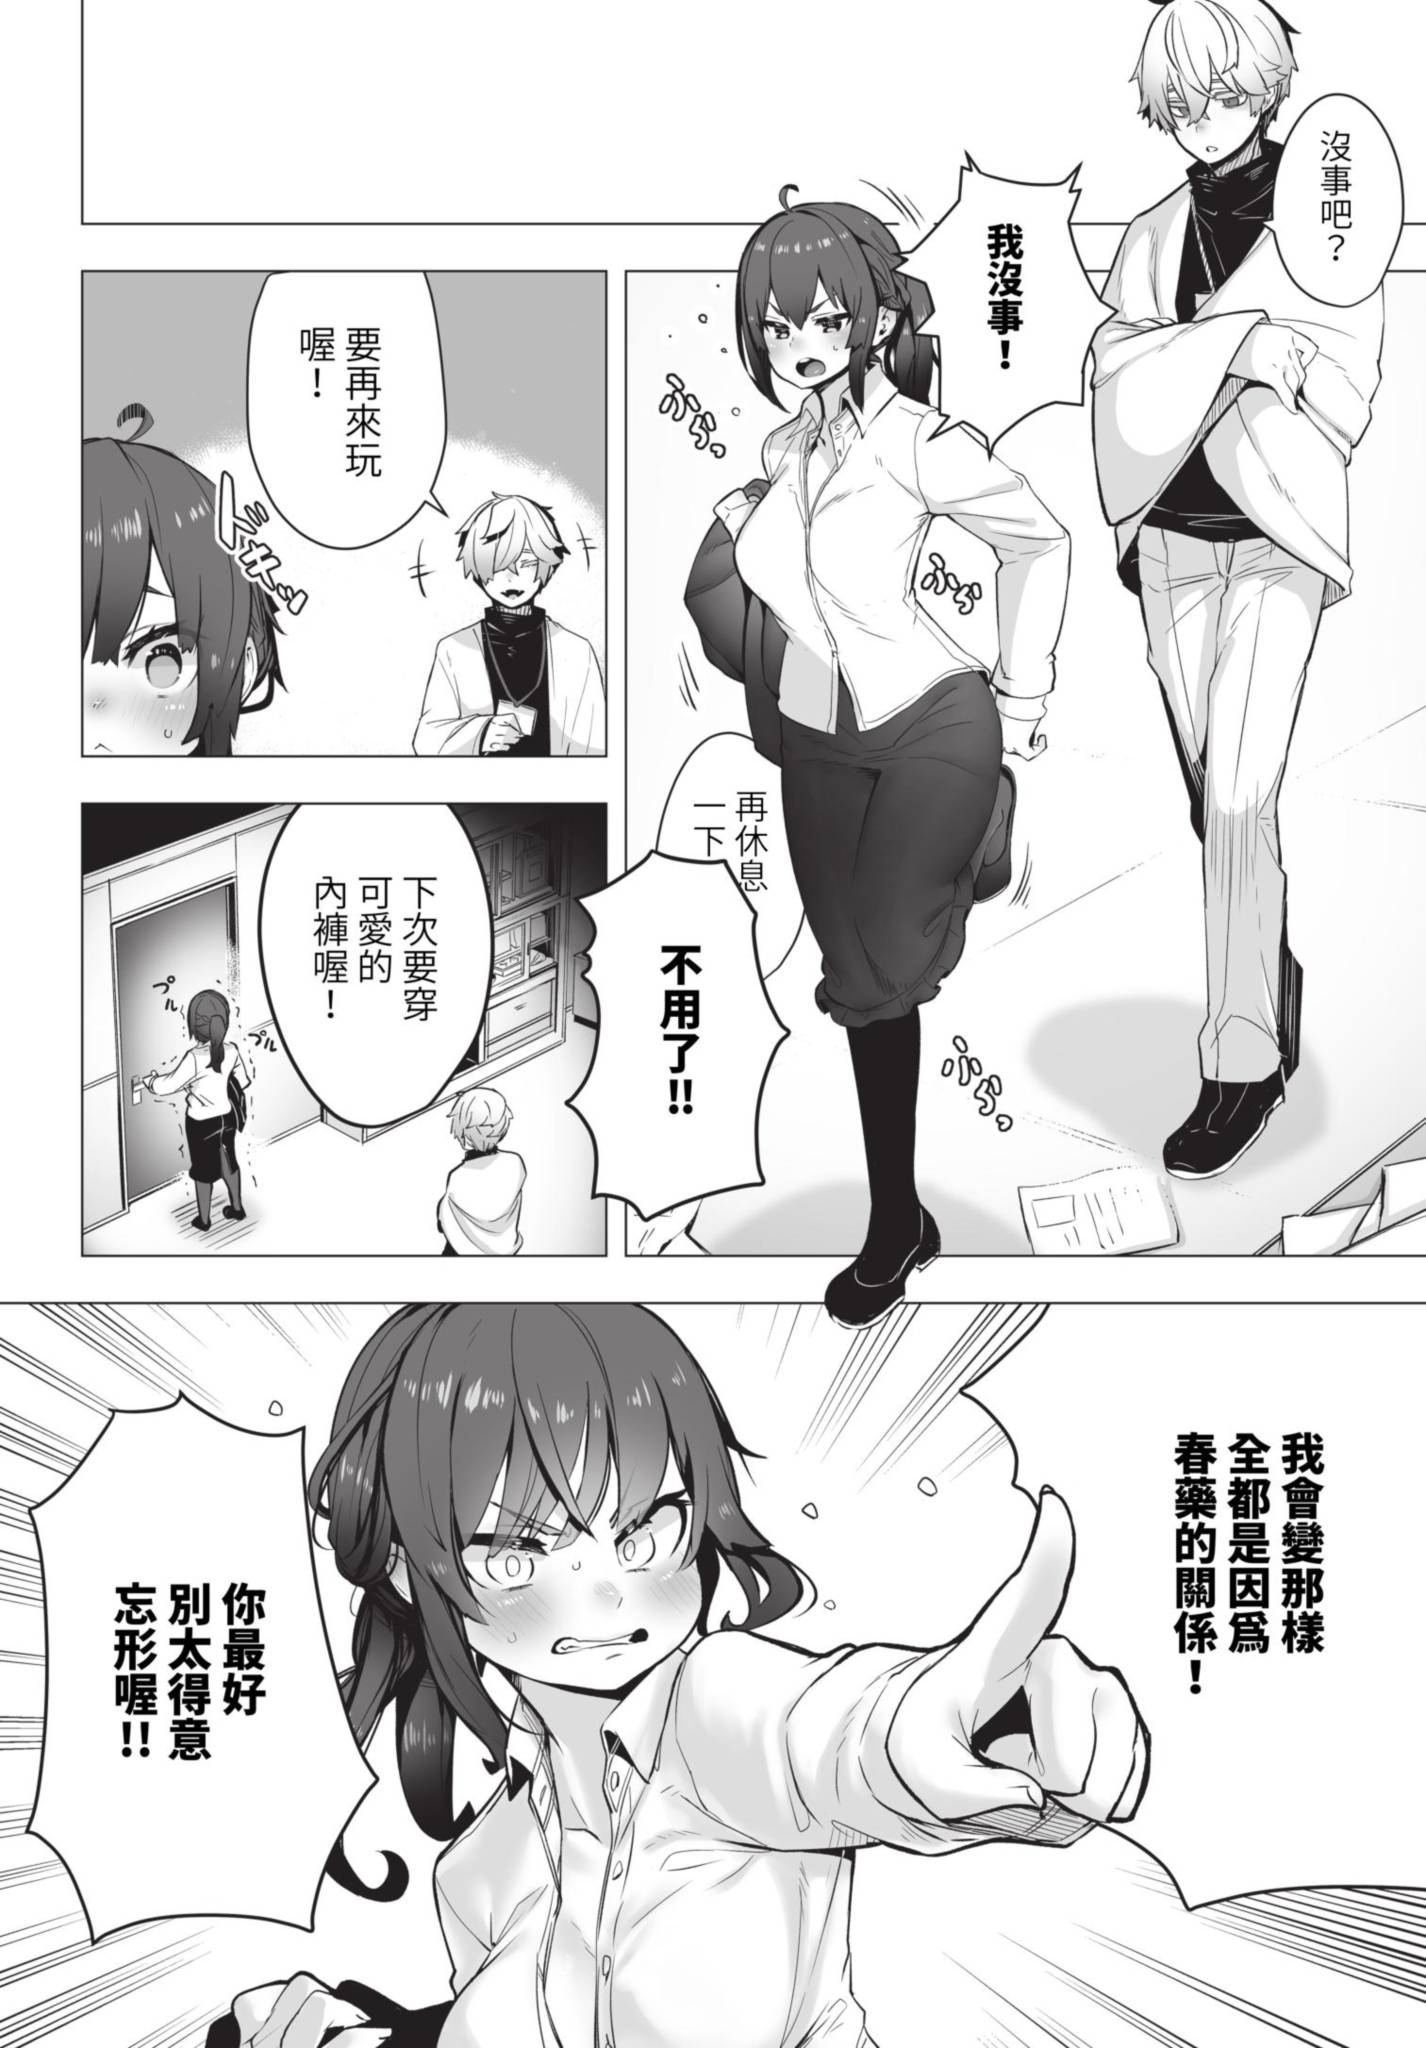 沒事吧？
我沒事！
ふらっ
ふら
ふらっ
再休息
一下
不用了!!
要再來玩
喔！
ドキッ
下次要穿
可愛的
內褲喔！
プル
プル
我會變那樣
全都是因爲
春藥的關係！
你最好
別太得意
忘形喔!!